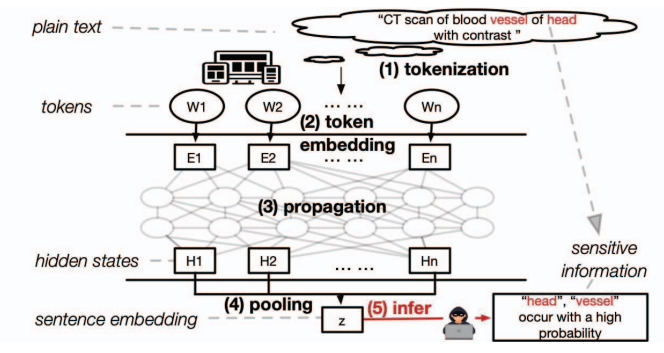 plain text
“CT scan of blood vessel of head
with contrast ”
(1) tokenization
tokens
W1 W2 ... ... Wn
(2) token
embedding
E1 E2 ... ... En
(3) propagation
hidden states
H1 H2 ... ... Hn
sensitive
information
(4) pooling
(5) infer
sentence embedding
z
“head”, “vessel”
occur with a high
probability